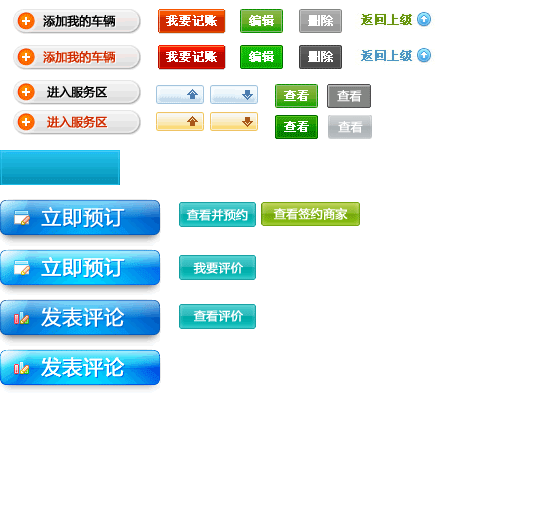 添加我的车辆 我要记账 编辑 删除 返回上级
添加我的车辆 我要记账 编辑 删除 返回上级
进入服务区 查看 查看
进入服务区 查看 查看
立即预订 查看并预约 查看签约商家
立即预订 我要评价
发表评论 查看评价
发表评论